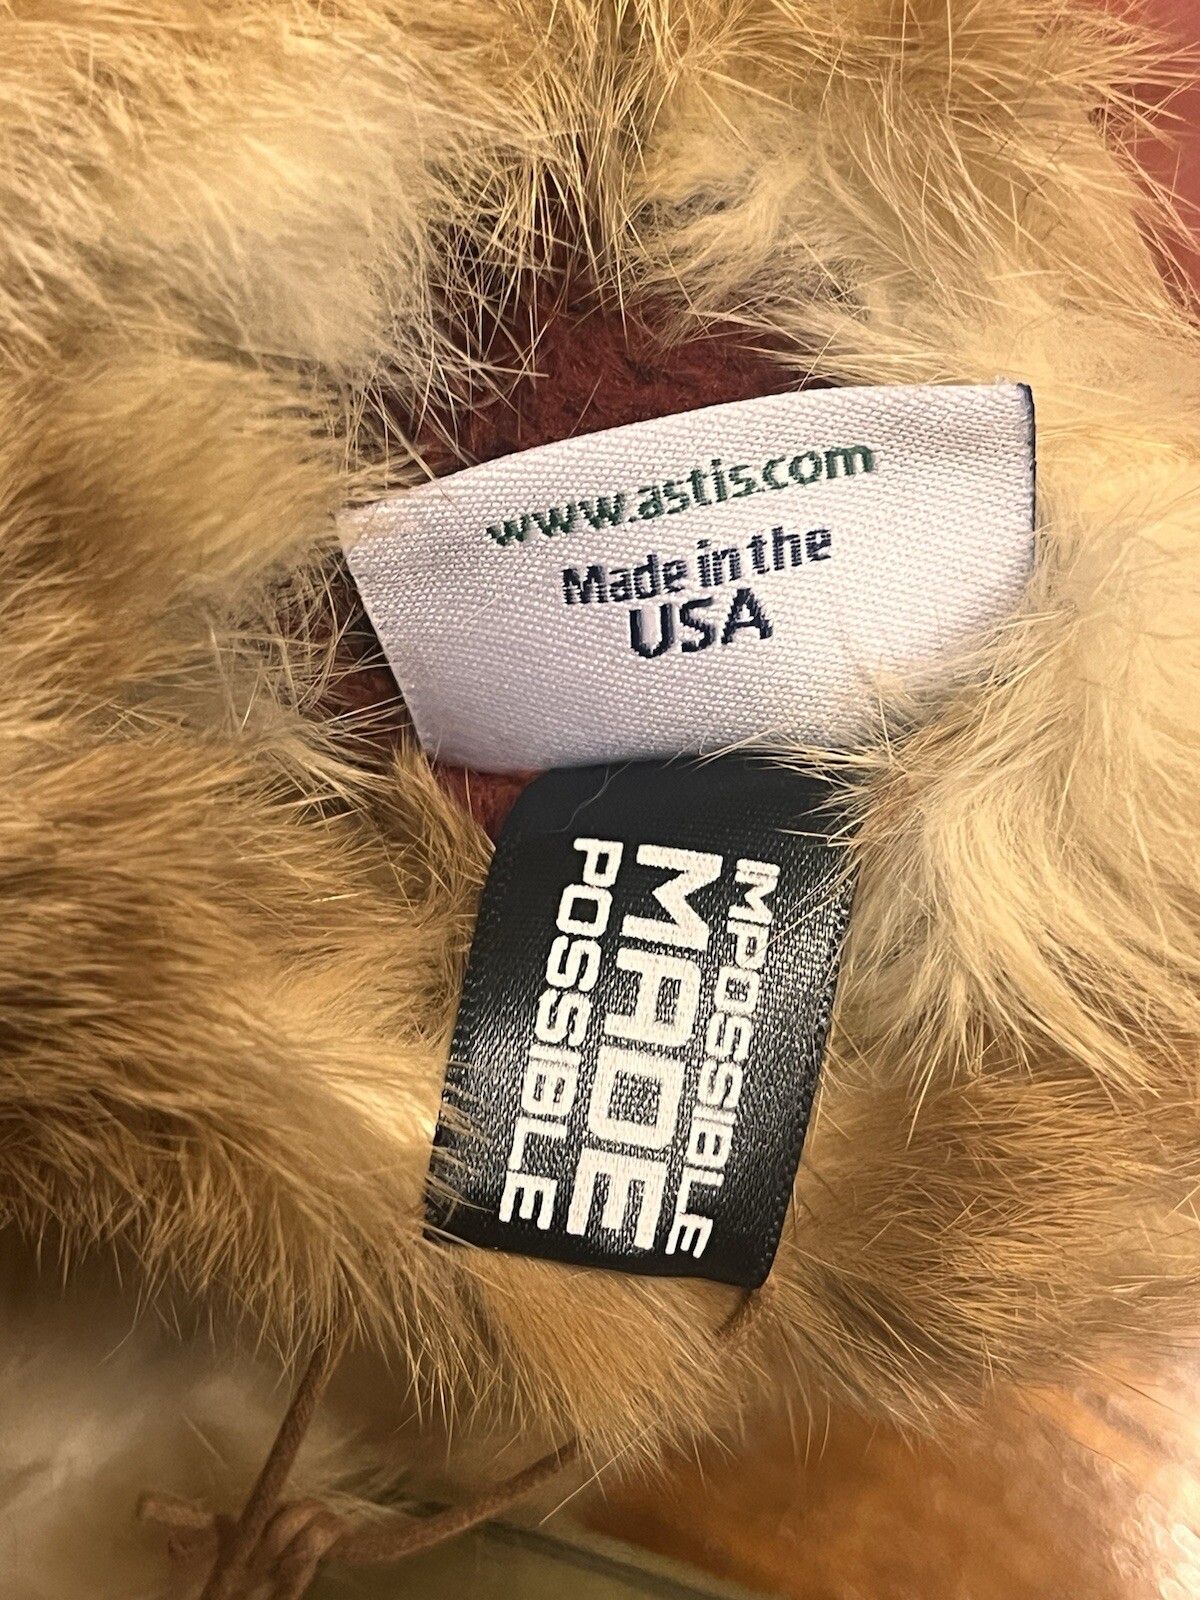 www.astis.com
Made in the
USA
IMPOSSIBLE
MADE
POSSIBLE